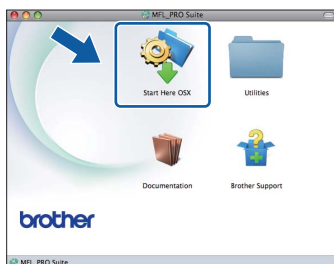 MFL_PRO Suite
Start Here OSX
Utilities
Documentation
Brother Support
brother
MFL_PRO Suite